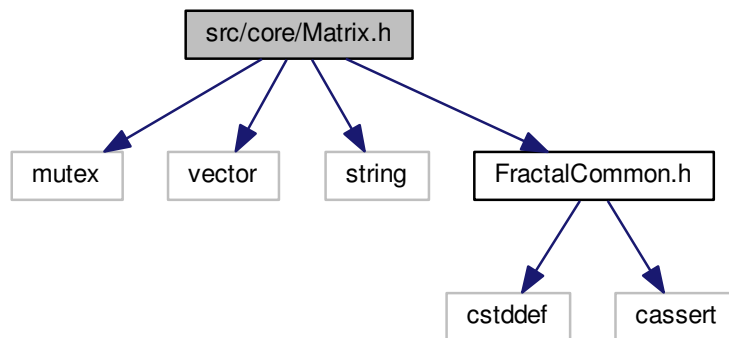 src/core/Matrix.h
mutex
vector
string
FractalCommon.h
cstddef
cassert